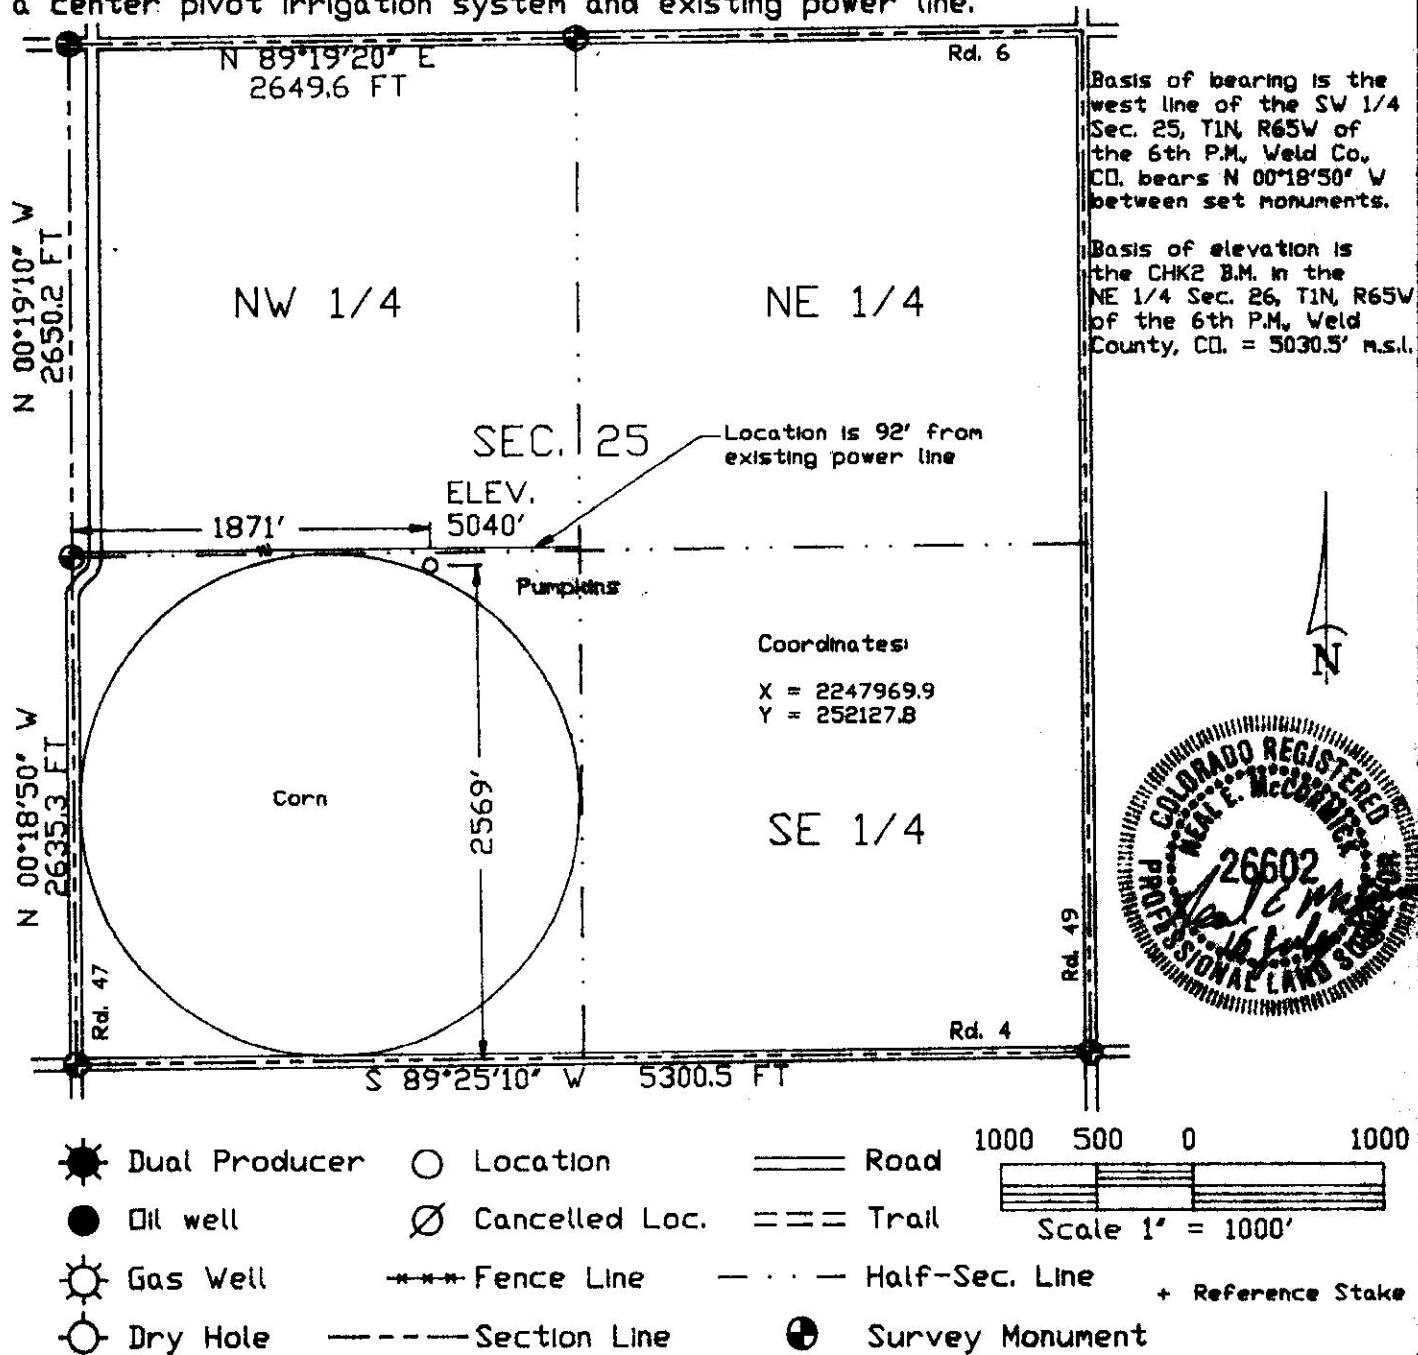 a center pivot irrigation system and existing power line.
N 89°19'20" E
2649.6 FT
Rd. 6
Basis of bearing is the
west line of the SW 1/4
Sec. 25, T1N, R65W of
the 6th P.M., Weld Co.,
CO. bears N 00°18'50" W
between set monuments.
Basis of elevation is
the CHK2 B.M. in the
NE 1/4 Sec. 26, T1N, R65W
of the 6th P.M., Weld
County, CO. = 5030.5' m.s.l.
N 00°19'10" W
2650.2 FT
NW 1/4
NE 1/4
SEC. 25
Location is 92' from
existing power line
ELEV.
5040'
1871'
Pumpkins
Coordinates:
X = 2247969.9
Y = 252127.8
N
N 00°18'50" W
2635.3 FT
Corn
2569'
SE 1/4
COLORADO REGISTERED
NEAL E. McCORMICK
26602
PROFESSIONAL LAND SURVEYOR
Rd. 47
Rd. 49
Rd. 4
S 89°25'10" W 5300.5 FT
1000 500 0 1000
Scale 1" = 1000'
Dual Producer
Location
Road
Oil well
Cancelled Loc.
Trail
Gas Well
Fence Line
Half-Sec. Line
+ Reference Stake
Dry Hole
Section Line
Survey Monument